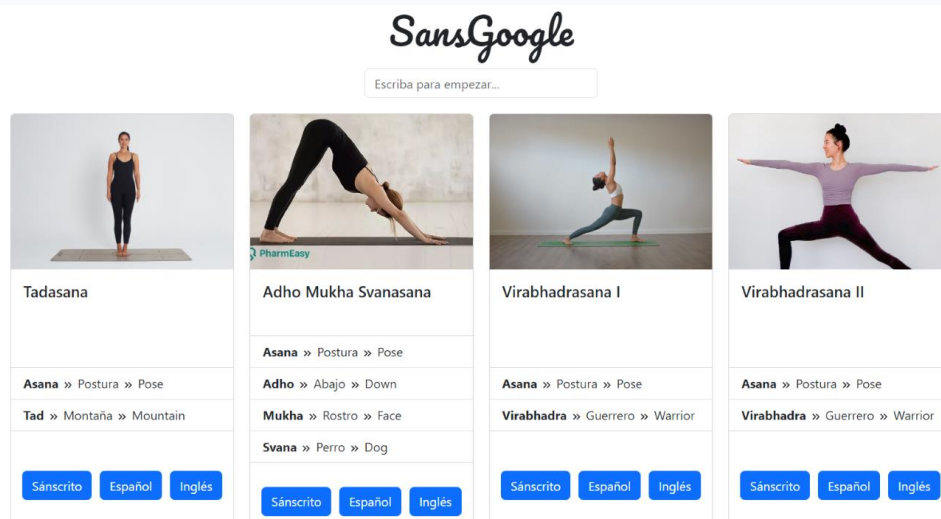 SansGoogle
Escriba para empezar...
PharmEasy
Tadasana
Asana » Postura » Pose
Tad » Montaña » Mountain
Sánscrito Español Inglés
Adho Mukha Svanasana
Asana » Postura » Pose
Adho » Abajo » Down
Mukha » Rostro » Face
Svana » Perro » Dog
Sánscrito Español Inglés
Virabhadrasana I
Asana » Postura » Pose
Virabhadra » Guerrero » Warrior
Sánscrito Español Inglés
Virabhadrasana II
Asana » Postura » Pose
Virabhadra » Guerrero » Warrior
Sánscrito Español Inglés